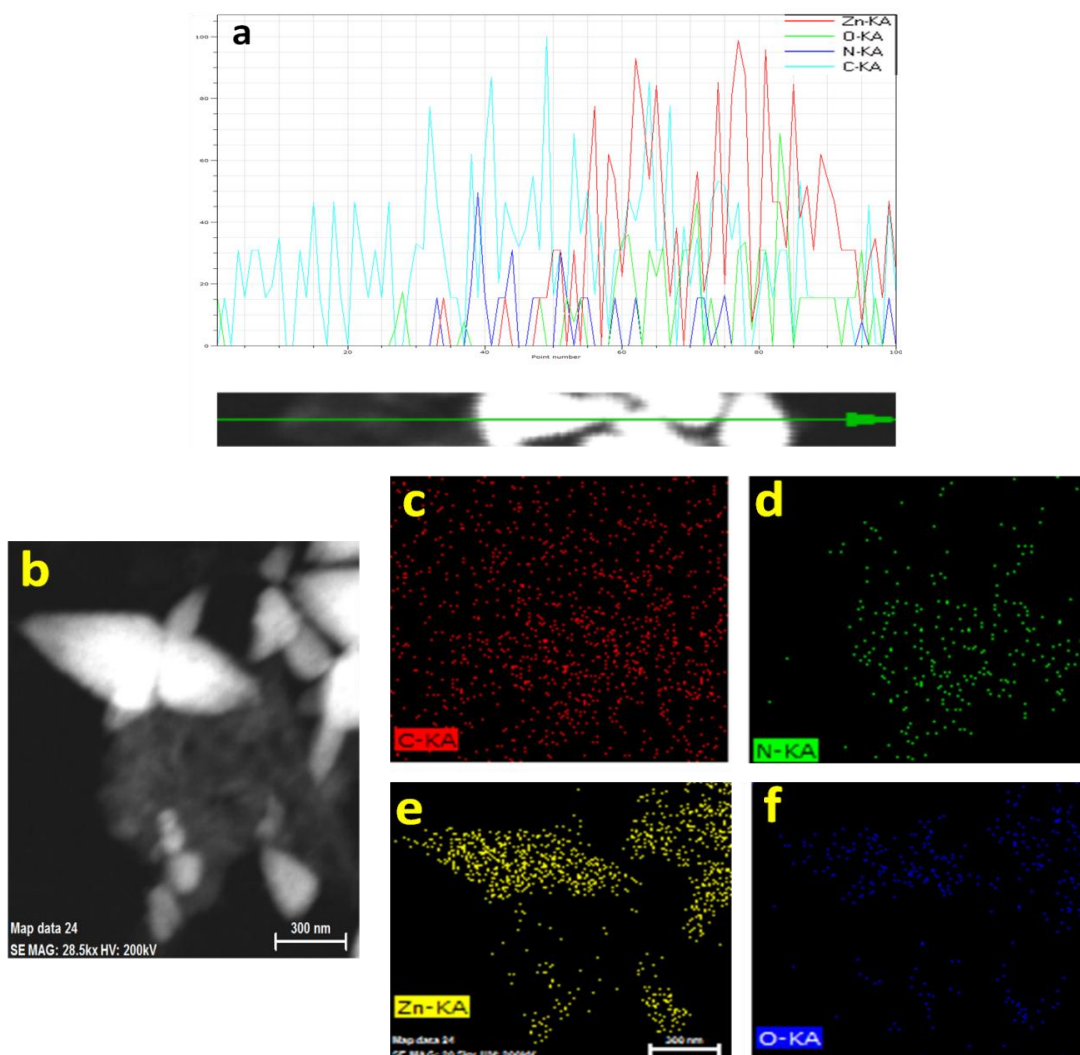 a
Zn-KA
O-KA
N-KA
C-KA
100
80
60
40
20
0
20
40
60
80
100
Point number
b
Map data 24
SE MAG: 28.5kx HV: 200kV
300 nm
c
C-KA
d
N-KA
e
Zn-KA
Map data 24
300 nm
f
O-KA